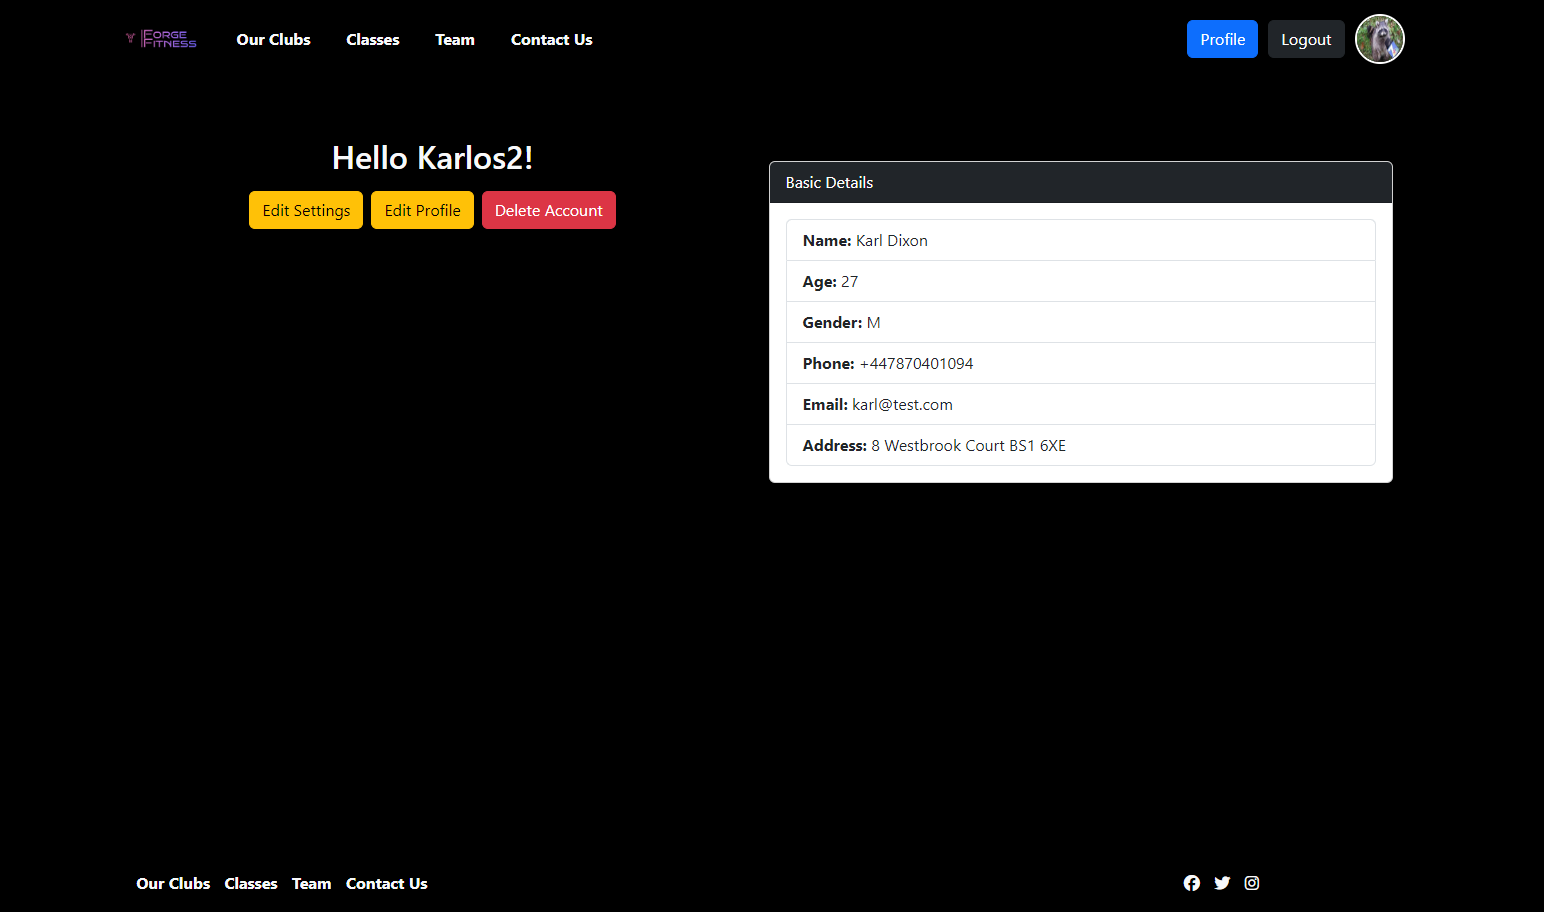 FORGE
FITNESS
Our Clubs Classes Team Contact Us
Profile Logout
Hello Karlos2!
Edit Settings Edit Profile Delete Account
Basic Details
Name: Karl Dixon
Age: 27
Gender: M
Phone: +447870401094
Email: karl@test.com
Address: 8 Westbrook Court BS1 6XE
Our Clubs Classes Team Contact Us